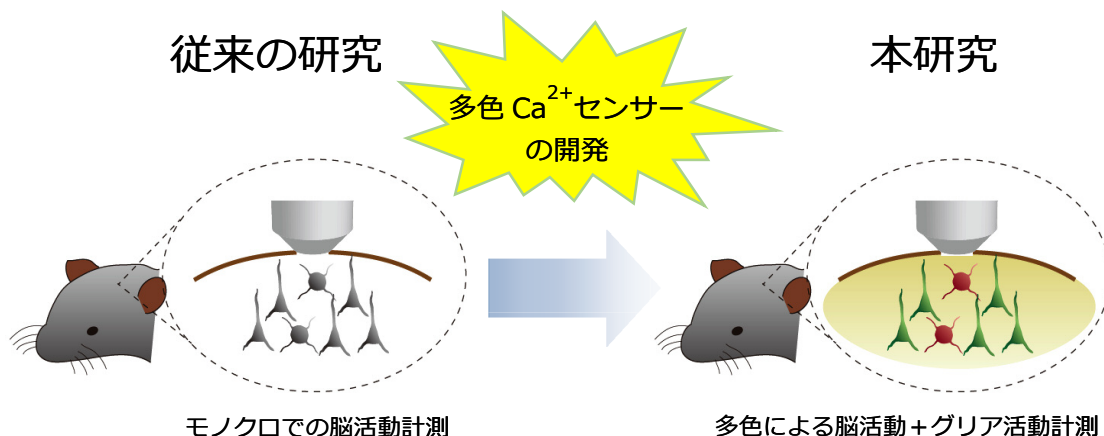 従来の研究
多色 Ca²⁺センサー
の開発
本研究
モノクロでの脳活動計測
多色による脳活動+グリア活動計測